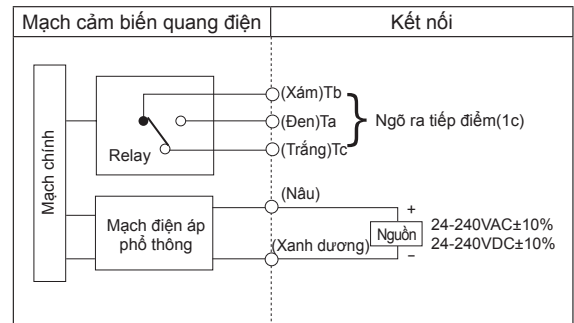 Mạch cảm biến quang điện
Kết nối
Mạch chính
Relay
(Xám)Tb
(Đen)Ta
(Trắng)Tc
Ngõ ra tiếp điểm(1c)
Mạch điện áp
phổ thông
(Nâu)
(Xanh dương)
+
Nguồn
−
24-240VAC±10%
24-240VDC±10%